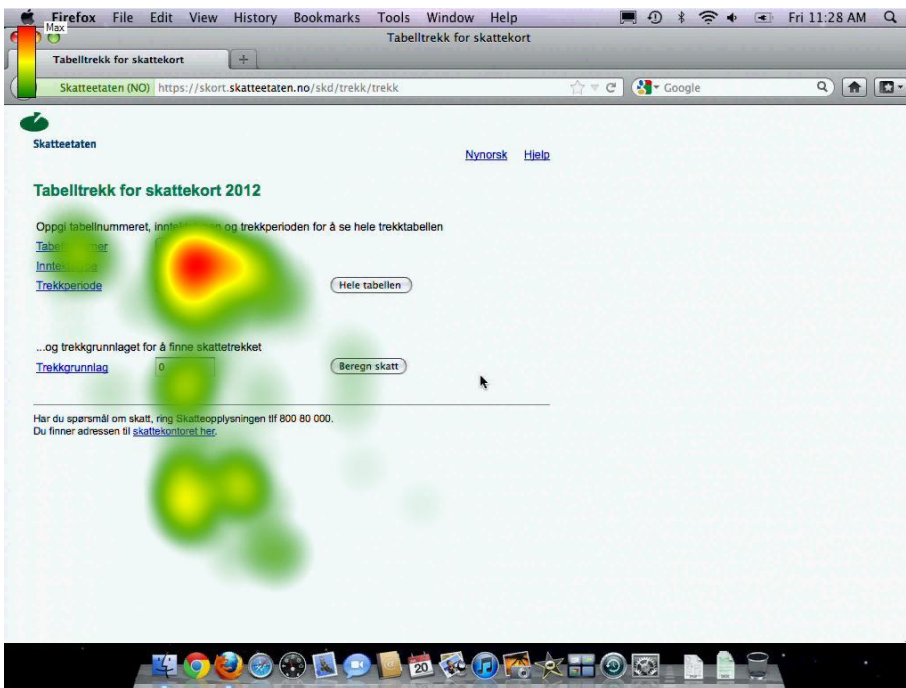 Firefox File Edit View History Bookmarks Tools Window Help Fri 11:28 AM
Max
Tabelltrekk for skattekort
Tabelltrekk for skattekort
Skatteetaten (NO) https://skort.skatteetaten.no/skd/trekk/trekk Google
Skatteetaten
Nynorsk Hjelp
Tabelltrekk for skattekort 2012
Oppgi tabellnummeret, og trekkperioden for å se hele trekktabellen
Trekkperiode Hele tabellen
...og trekkgrunnlaget for å finne skattetrekket
Trekkgrunnlag 0 Beregn skatt
Har du spørsmål om skatt, ring Skatteopplysningen tlf 800 80 000.
Du finner adressen til skattekontoret her.
20